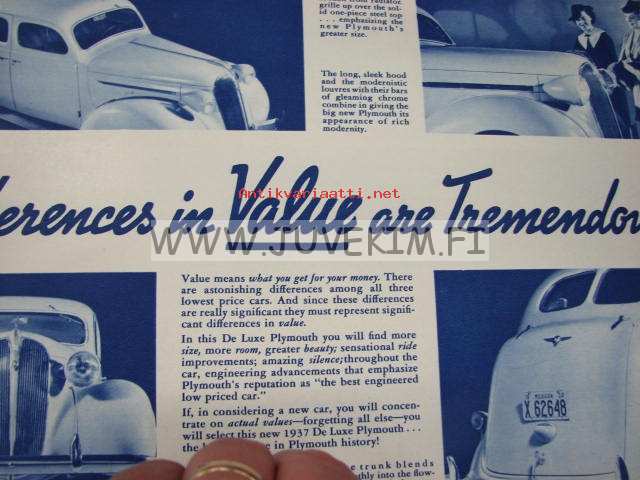 from radiator
grille up over the sol-
id one-piece steel top
. . . emphasizing the
new Plymouth's
greater size.
The long, sleek hood
and the modernistic
louvres with their bars
of gleaming chrome
combine in giving the
big new Plymouth its
appearance of rich
modernity.
Antikvariaatti.net
ferences in Value are Tremendou
WWW.JUVEKIM.FI
Value means what you get for your money. There
are astonishing differences among all three
lowest price cars. And since these differences
are really significant they must represent signifi-
cant differences in value.
In this De Luxe Plymouth you will find more
size, more room, greater beauty; sensational ride
improvements; amazing silence; throughout the
car, engineering advancements that emphasize
Plymouth's reputation as "the best engineered
low priced car."
If, in considering a new car, you will concen-
trate on actual values—forgetting all else—you
will select this new 1937 De Luxe Plymouth . . .
the in Plymouth history!
trunk blends
the flow-
X 62648